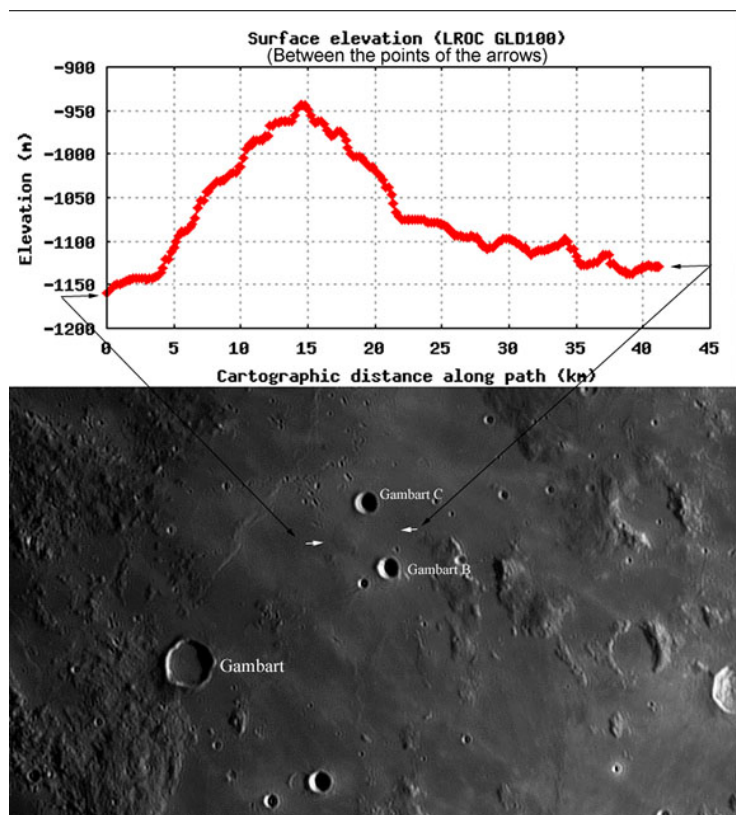 Surface elevation (LROC GLD100)
(Between the points of the arrows)
-900
-950
-1000
-1050
-1100
-1150
-1200
Elevation (m)
0 5 10 15 20 25 30 35 40 45
Cartographic distance along path (km)
Gambart C
Gambart B
Gambart